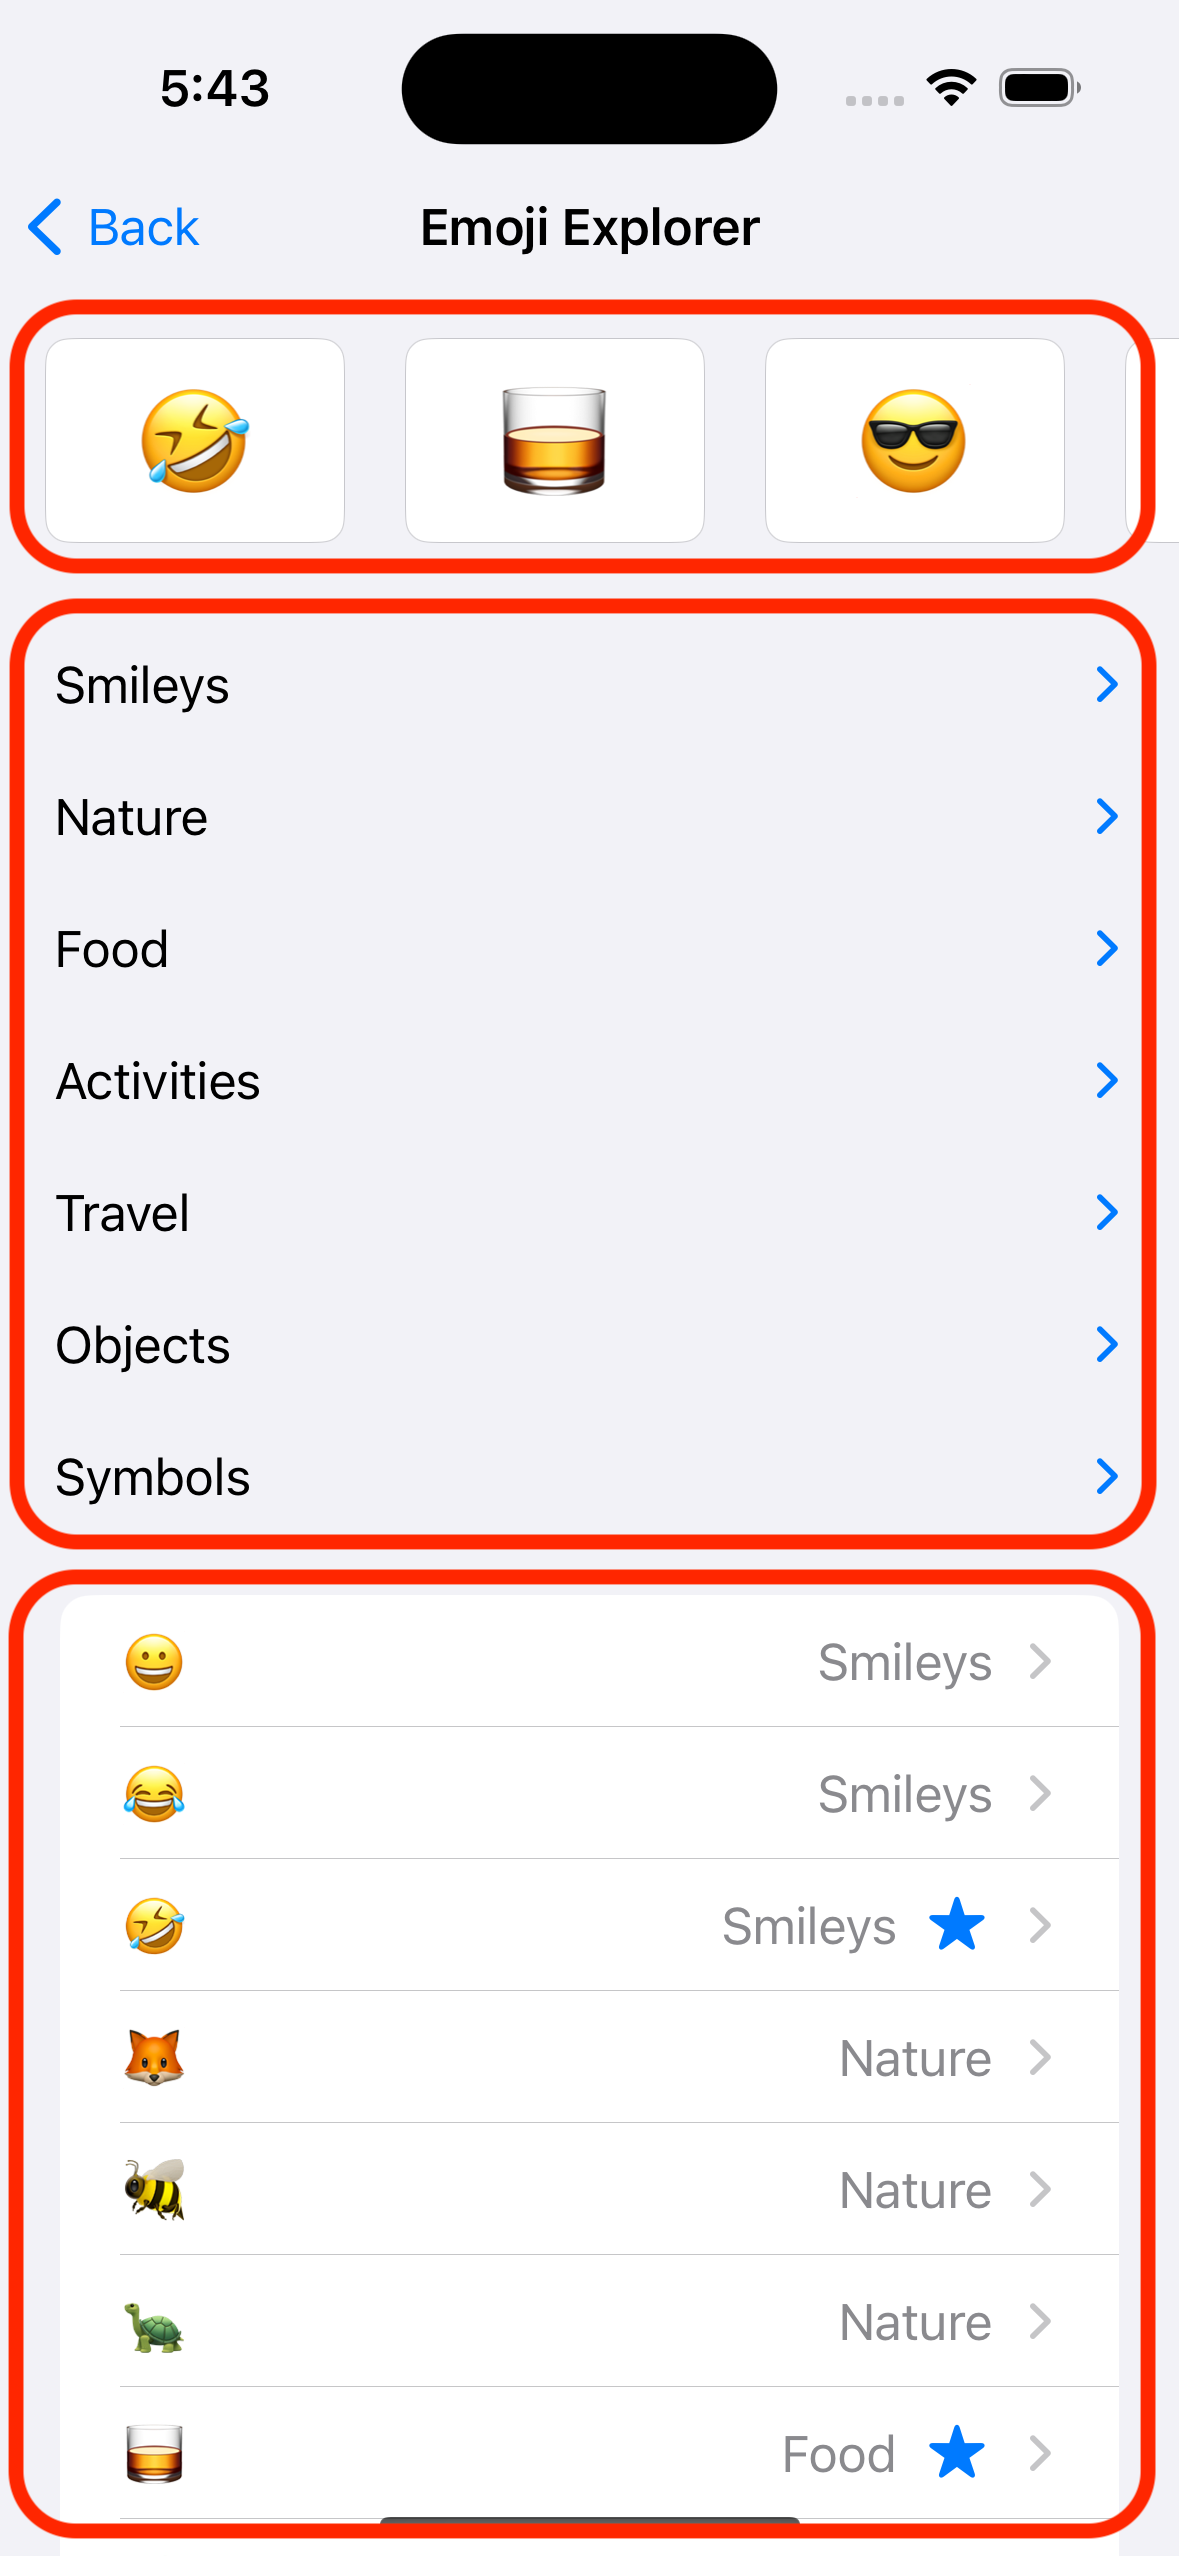 5:43
Back
Emoji Explorer
Smileys
Nature
Food
Activities
Travel
Objects
Symbols
Smileys
Smileys
Smileys
Nature
Nature
Nature
Food